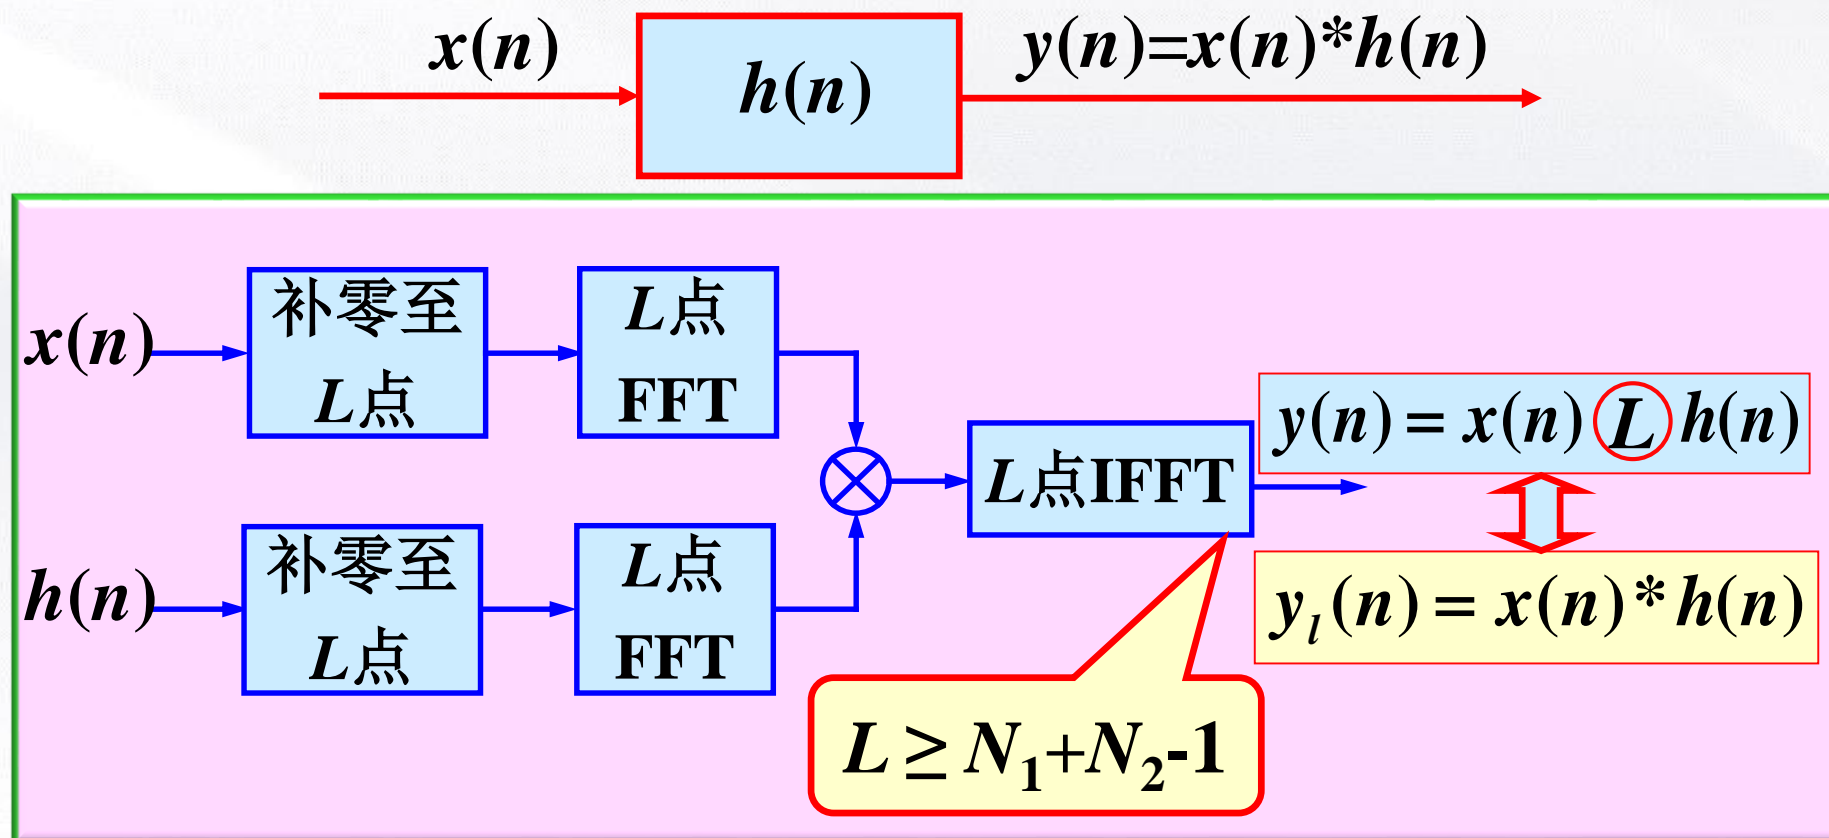 x(n)
h(n)
y(n)=x(n)*h(n)
x(n)
补零至
L点
L点
FFT
h(n)
补零至
L点
L点
FFT
L点IFFT
y(n) = x(n) Ⓛ h(n)
y_l(n) = x(n) * h(n)
L ≥ N₁+N₂-1